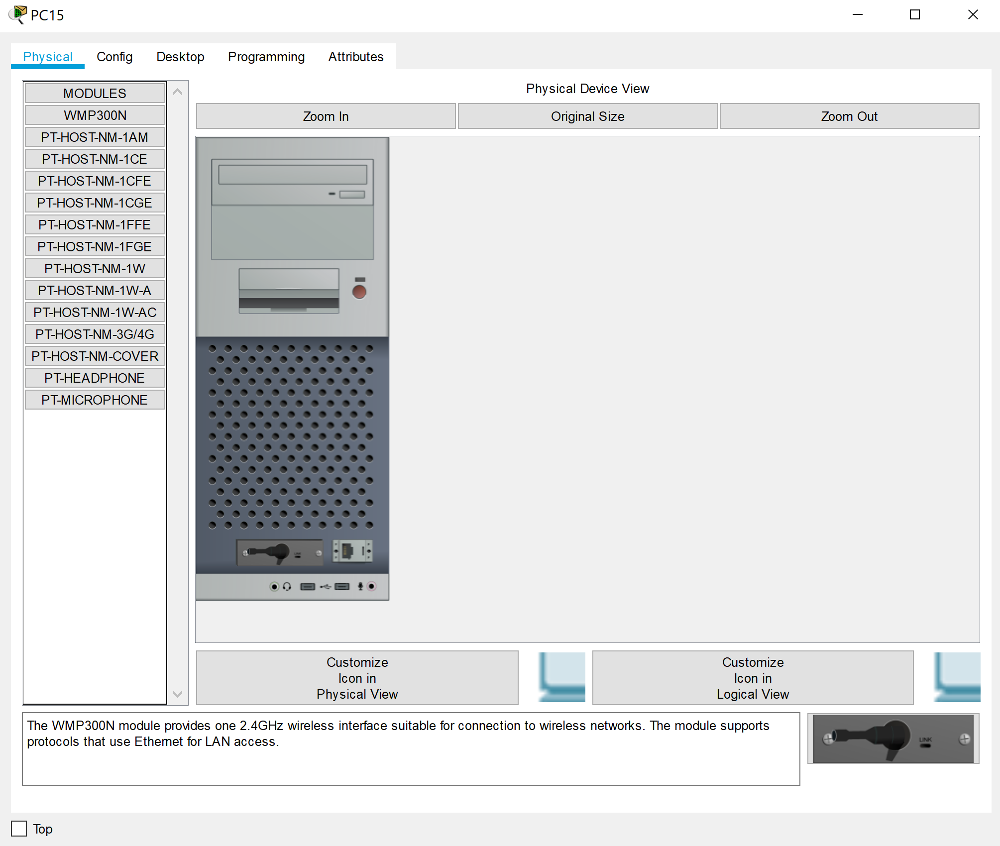 PC15
Physical Config Desktop Programming Attributes
MODULES
WMP300N
PT-HOST-NM-1AM
PT-HOST-NM-1CE
PT-HOST-NM-1CFE
PT-HOST-NM-1CGE
PT-HOST-NM-1FFE
PT-HOST-NM-1FGE
PT-HOST-NM-1W
PT-HOST-NM-1W-A
PT-HOST-NM-1W-AC
PT-HOST-NM-3G/4G
PT-HOST-NM-COVER
PT-HEADPHONE
PT-MICROPHONE
Physical Device View
Zoom In Original Size Zoom Out
LINK
Customize
Icon in
Physical View
Customize
Icon in
Logical View
The WMP300N module provides one 2.4GHz wireless interface suitable for connection to wireless networks. The module supports
protocols that use Ethernet for LAN access.
LINK
Top